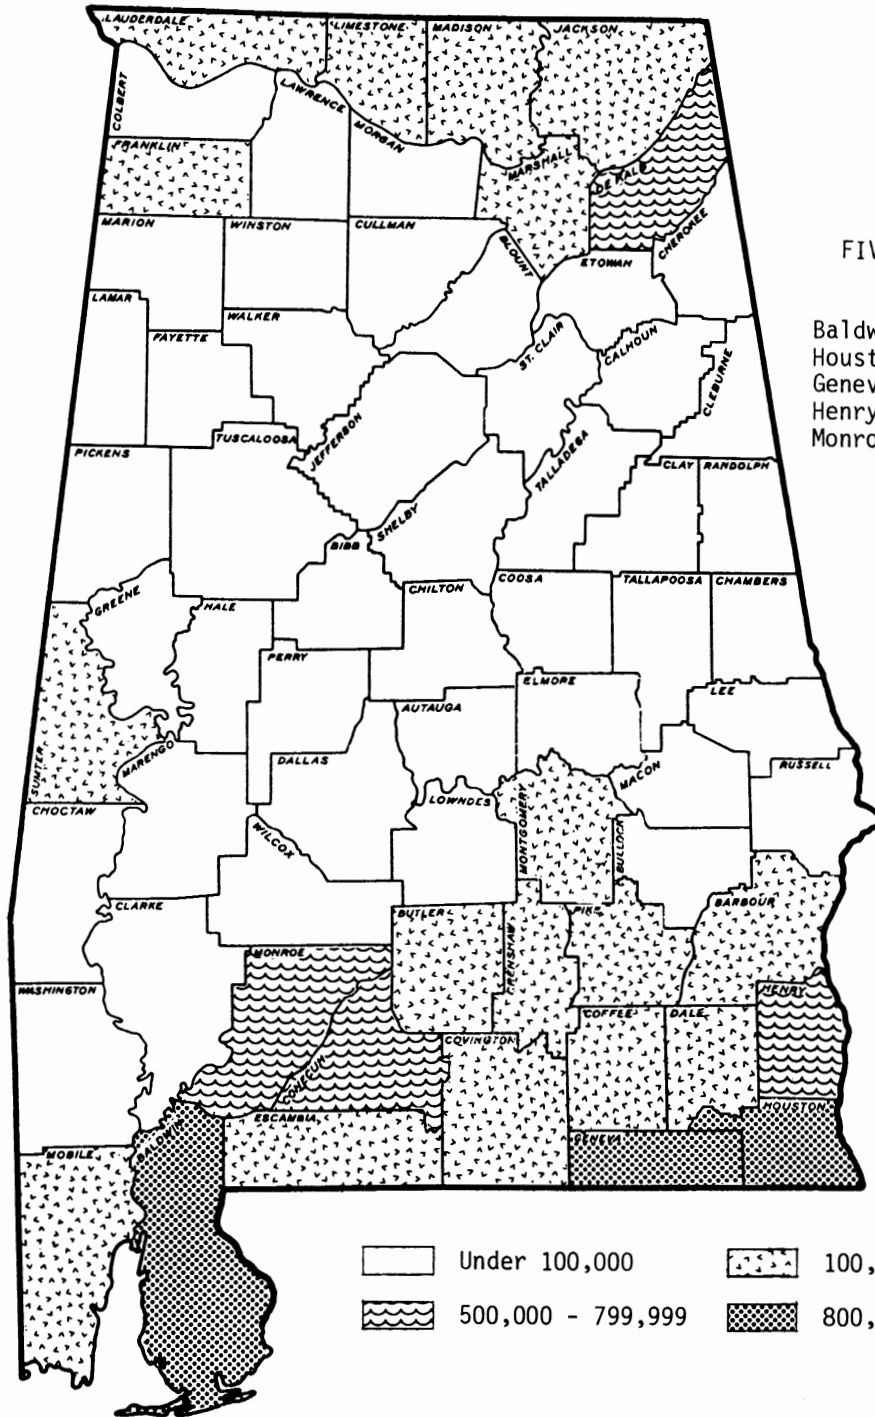 LAUDERDALE
LIMESTONE
MADISON
JACKSON
COLBERT
LAWRENCE
MORGAN
FRANKLIN
MARSHALL
DE KALB
CHEROKEE
MARION
WINSTON
CULLMAN
BLOUNT
ETOWAH
FIV
LAMAR
FAYETTE
WALKER
ST. CLAIR
CALHOUN
CLEBURNE
Baldw
Houst
Genev
Henry
Monro
PICKENS
TUSCALOOSA
JEFFERSON
TALLADEGA
CLAY
RANDOLPH
SHELBY
BIBB
GREENE
HALE
CHILTON
COOSA
TALLAPOOSA
CHAMBERS
PERRY
ELMORE
LEE
AUTAUGA
SUMTER
MARENGO
DALLAS
LOWNDES
MONTGOMERY
MACON
RUSSELL
CHOCTAW
WILCOX
BULLOCK
CLARKE
BUTLER
CRENSHAW
PIKE
BARBOUR
MONROE
WASHINGTON
CONECUH
COVINGTON
COFFEE
DALE
HENRY
MOBILE
BALDWIN
ESCAMBIA
GENEVA
HOUSTON
Under 100,000
100,
500,000 - 799,999
800,